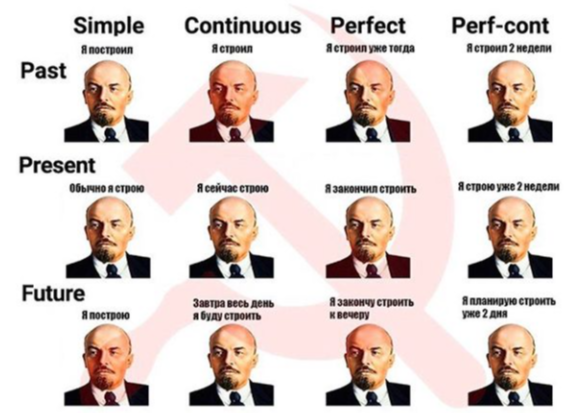 Simple Continuous Perfect Perf-cont
Я построил Я строил Я строил уже тогда Я строил 2 недели
Past
Present
Обычно я строю Я сейчас строю Я закончил строить Я строю уже 2 недели
Future
Я построю Завтра весь день Я закончу строить Я планирую строить
я буду строить к вечеру уже 2 дня